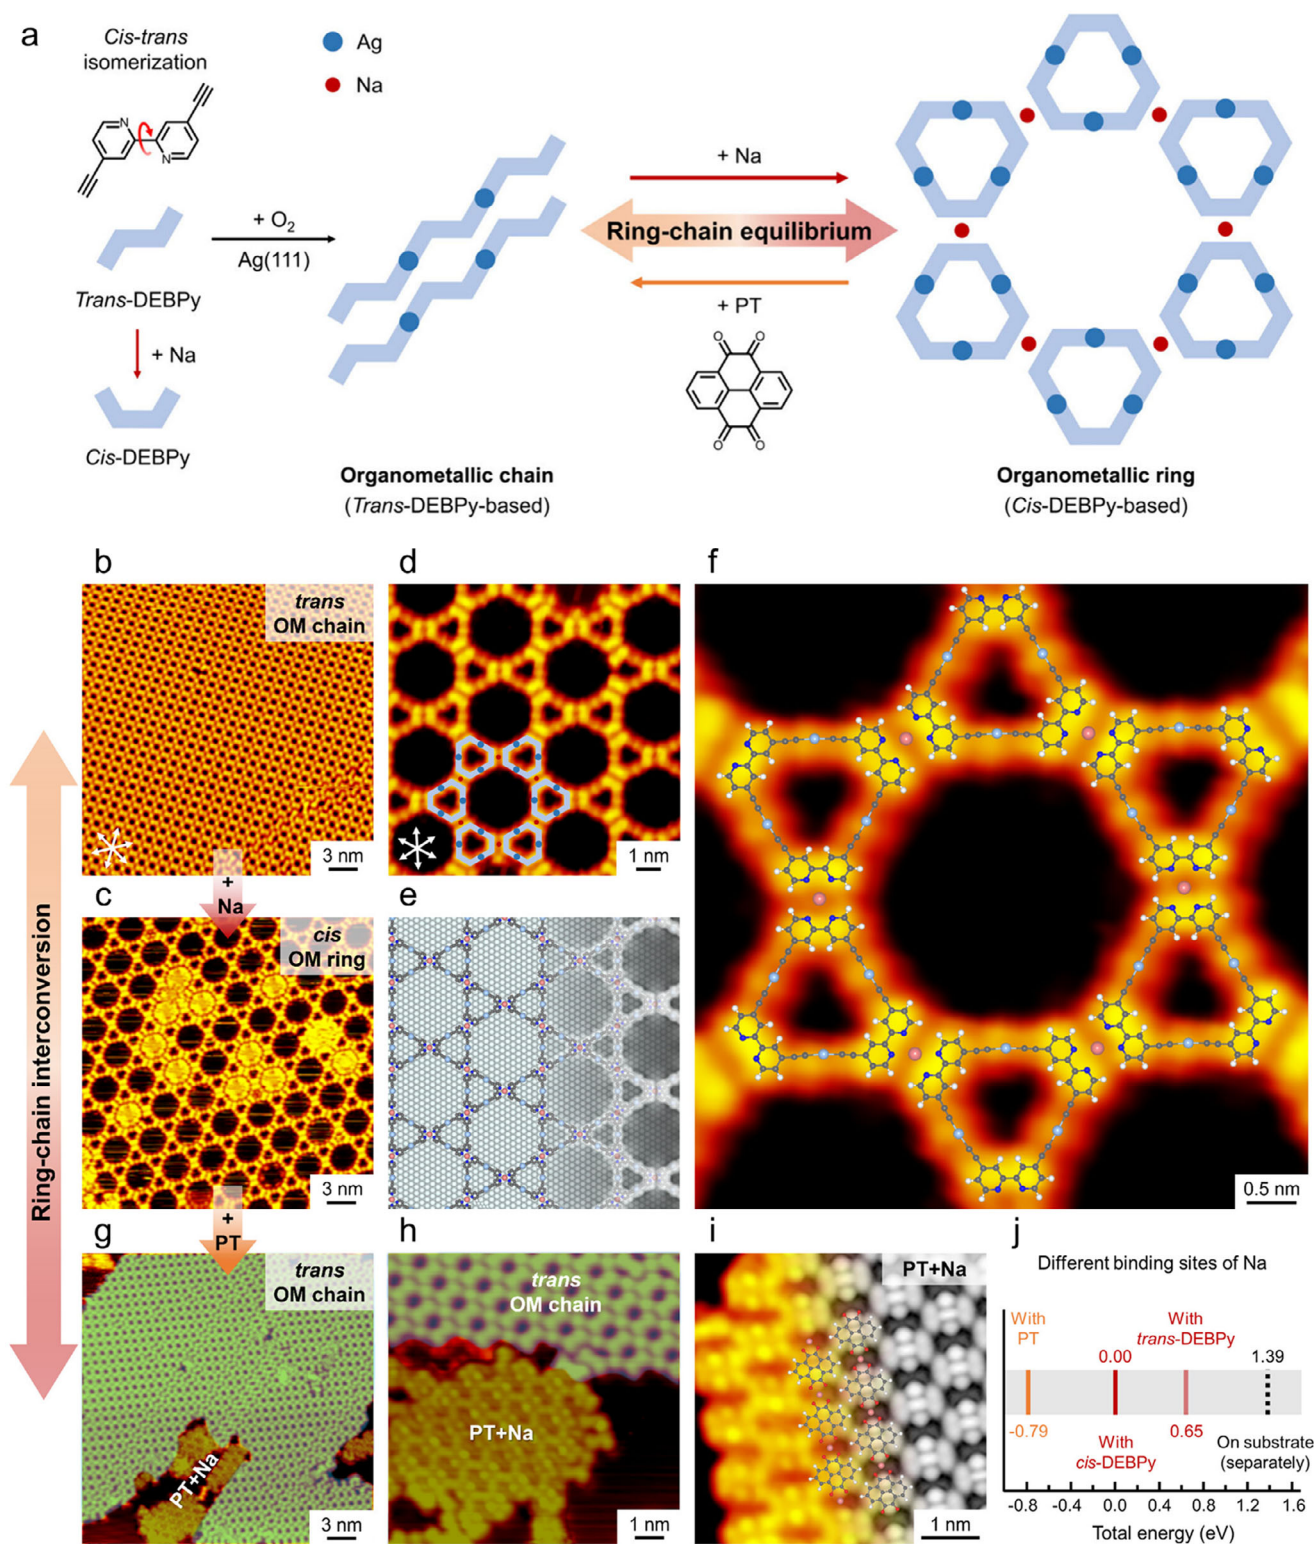 a
Cis-trans
isomerization
Ag
Na
N
N
Trans-DEBPy
+ Na
Cis-DEBPy
+ O2
Ag(111)
+ Na
Ring-chain equilibrium
+ PT
O
O
O
O
Organometallic chain
(Trans-DEBPy-based)
Organometallic ring
(Cis-DEBPy-based)
Ring-chain interconversion
b
trans
OM chain
3 nm
+
Na
c
cis
OM ring
3 nm
+
PT
d
1 nm
e
f
0.5 nm
g
trans
OM chain
PT+Na
3 nm
h
trans
OM chain
PT+Na
1 nm
i
PT+Na
1 nm
j
Different binding sites of Na
With
PT
With
trans-DEBPy
0.00
1.39
-0.79
0.65
With
cis-DEBPy
On substrate
(separately)
-0.8
-0.4
0.0
0.4
0.8
1.2
1.6
Total energy (eV)